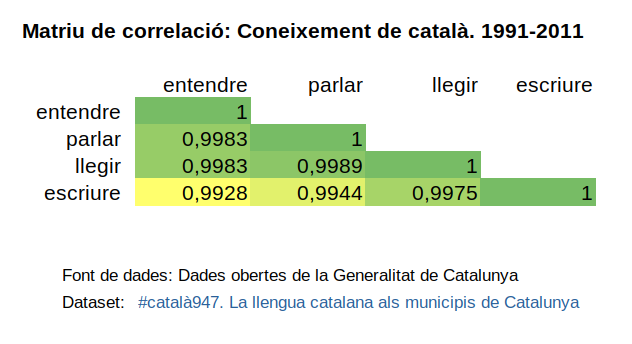 Matriu de correlació: Coneixement de català. 1991-2011
entendre parlar llegir escriure
entendre 1
parlar 0,9983 1
llegir 0,9983 0,9989 1
escriure 0,9928 0,9944 0,9975 1
Font de dades: Dades obertes de la Generalitat de Catalunya
Dataset: #català947. La llengua catalana als municipis de Catalunya